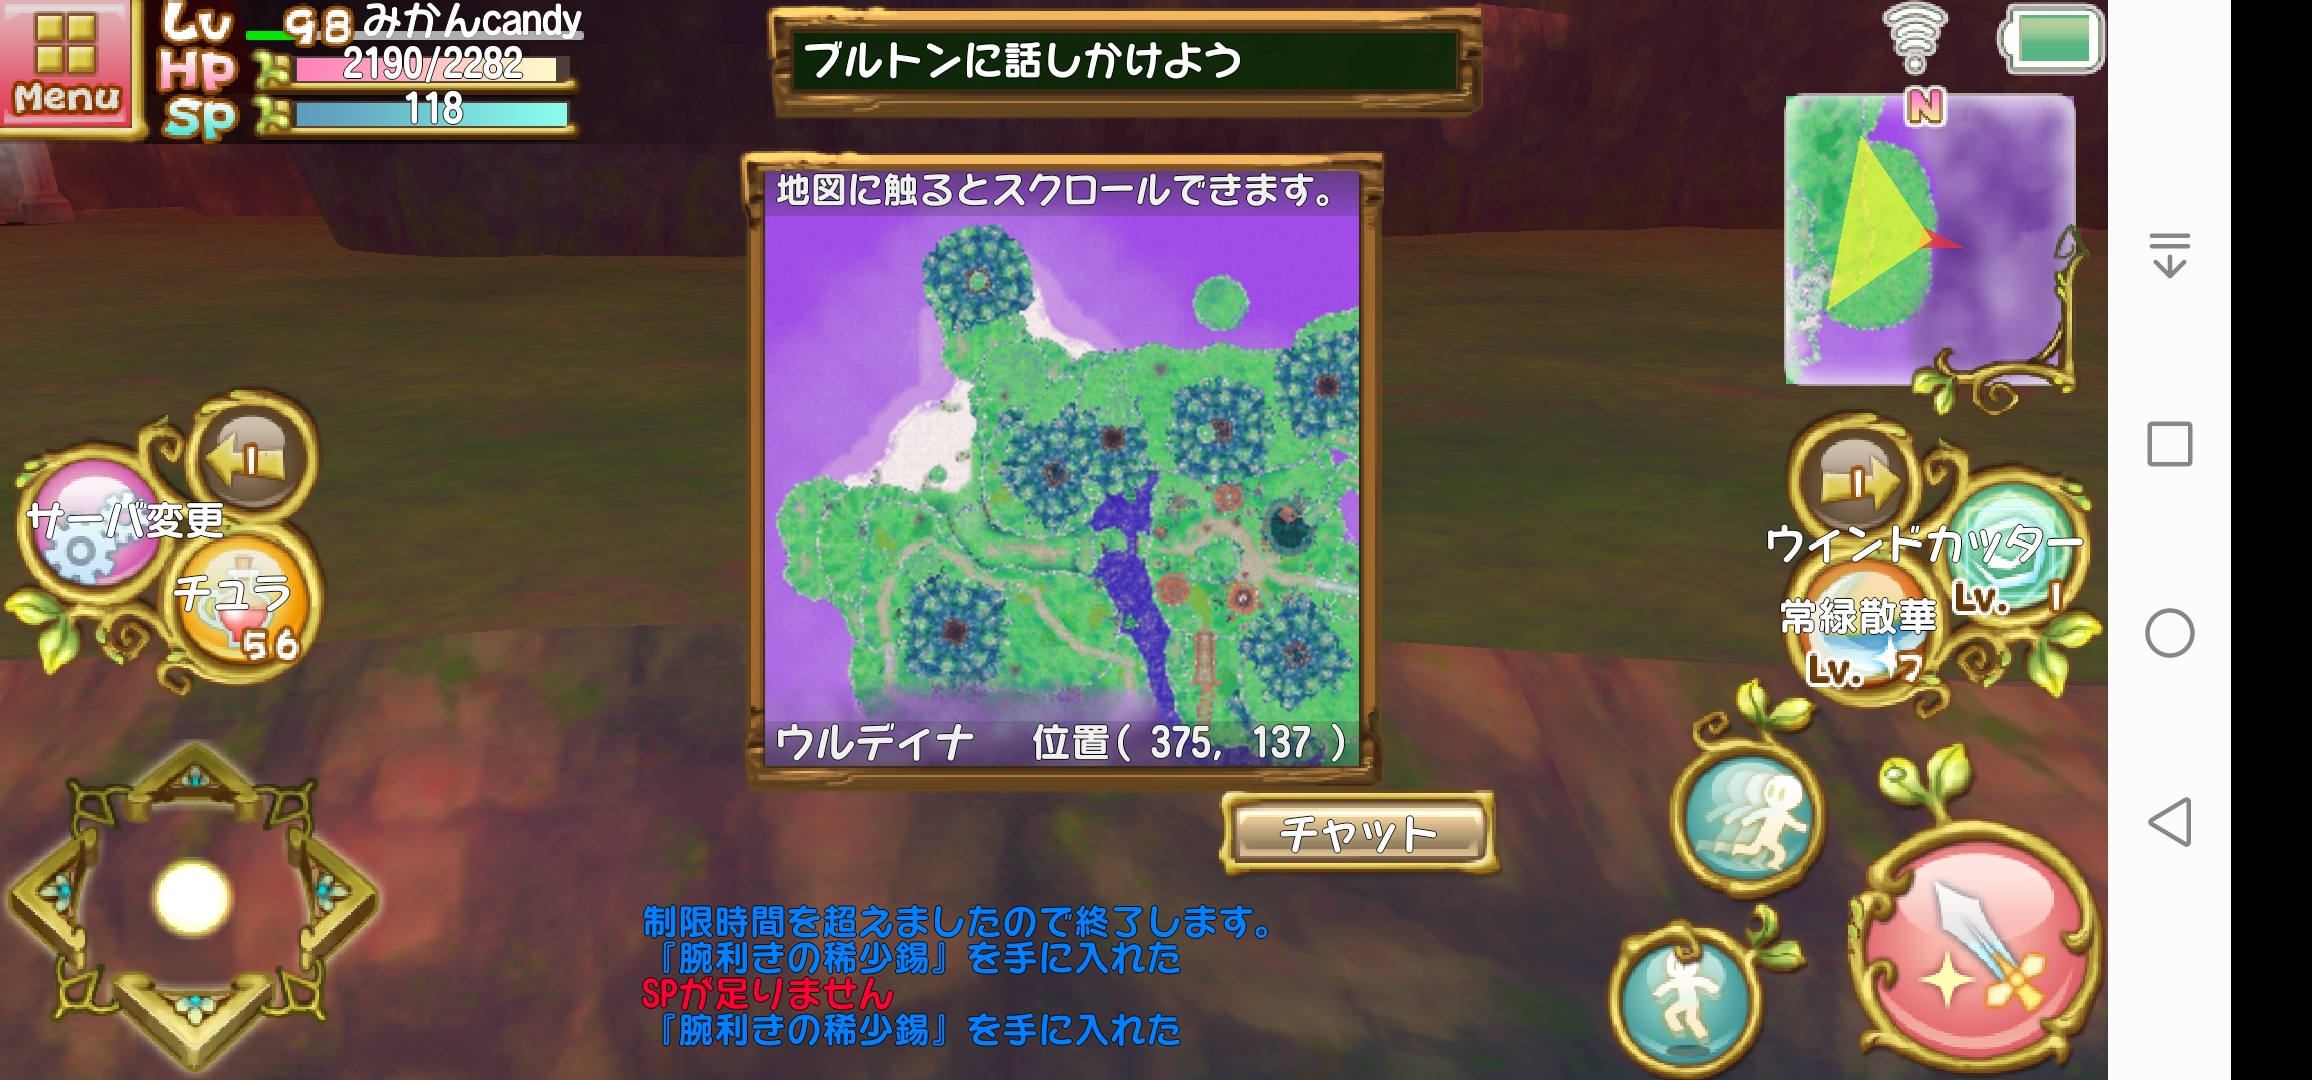 Lv 98 みかんcandy
HP 2190/2282
SP 118
Menu
ブルトンに話しかけよう
N
地図に触るとスクロールできます。
ウルディナ 位置( 375, 137 )
1
サーバ変更
チュラ
56
1
ウィンドカッター
Lv. 1
常緑散華
Lv. 7
チャット
制限時間を超えましたので終了します。
『腕利きの稀少錫』を手に入れた
SPが足りません
『腕利きの稀少錫』を手に入れた